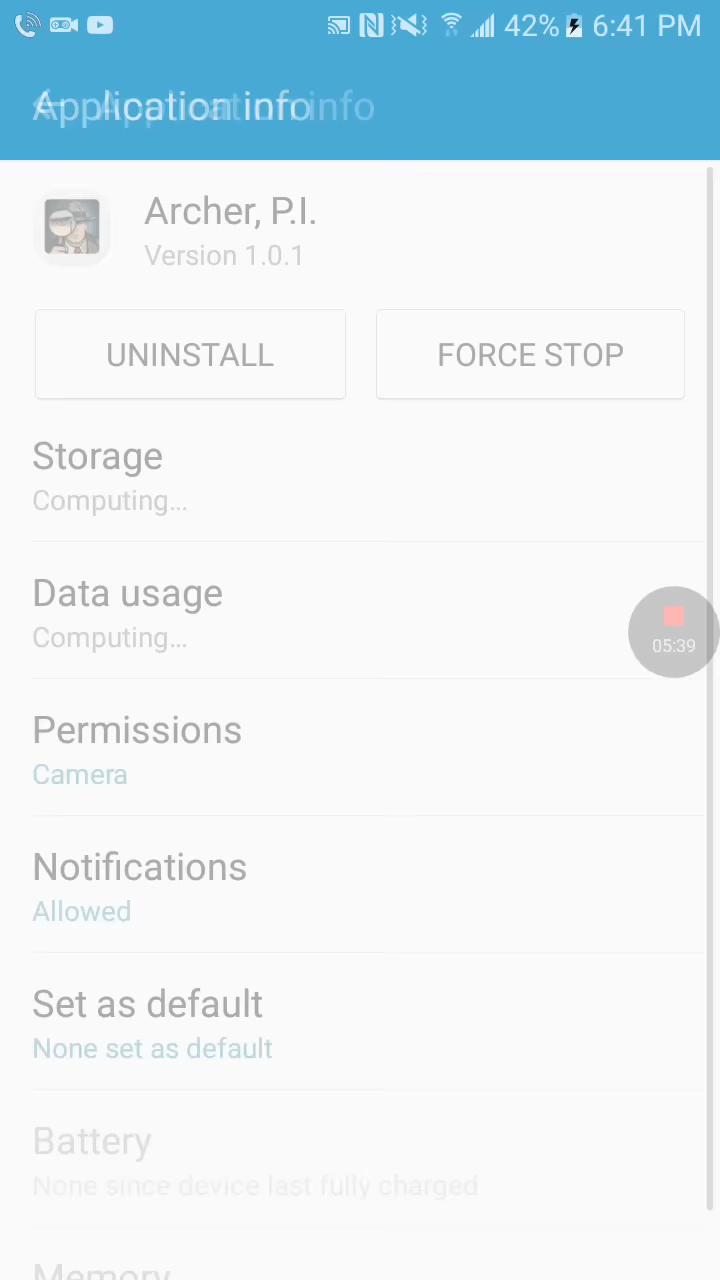 42% 6:41 PM
Application info
Archer, P.I.
Version 1.0.1
UNINSTALL FORCE STOP
Storage
Computing...
Data usage
Computing...
05:39
Permissions
Camera
Notifications
Allowed
Set as default
None set as default
Battery
None since device last fully charged
Memory